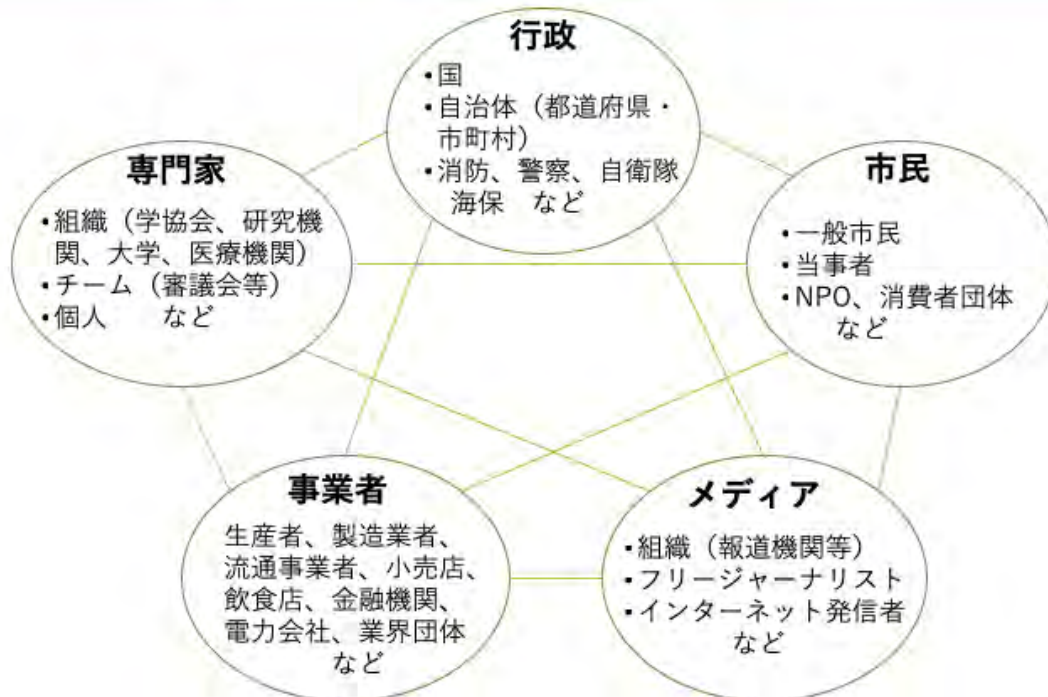 行政
•国
•自治体（都道府県・
市町村）
•消防、警察、自衛隊
海保　など
専門家
•組織（学協会、研究機
関、大学、医療機関）
•チーム（審議会等）
•個人　　など
市民
•一般市民
•当事者
•NPO、消費者団体
など
事業者
生産者、製造業者、
流通事業者、小売店、
飲食店、金融機関、
電力会社、業界団体
など
メディア
•組織（報道機関等）
•フリージャーナリスト
•インターネット発信者
など